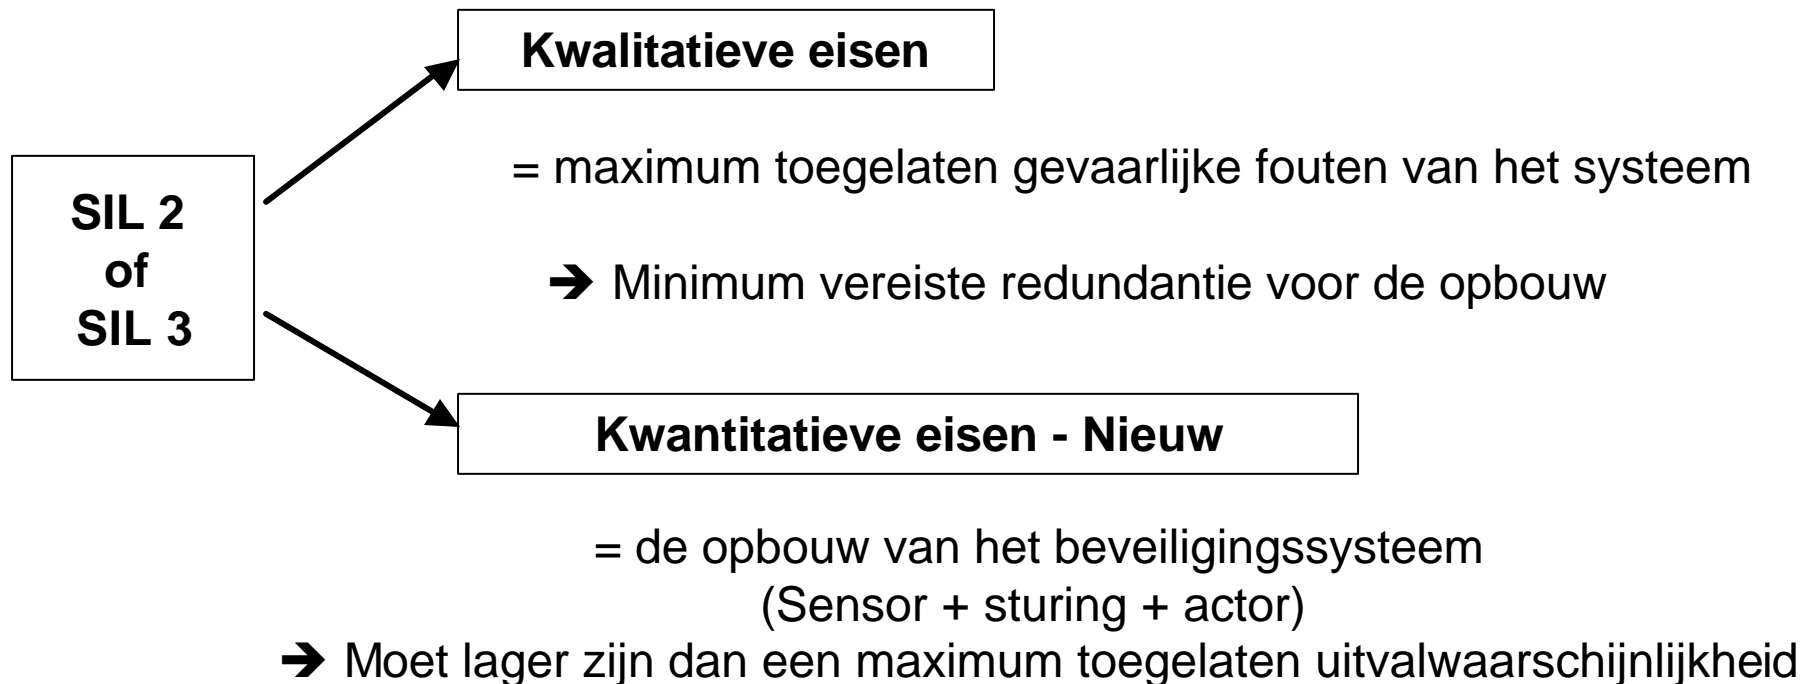 Kwalitatieve eisen
= maximum toegelaten gevaarlijke fouten van het systeem
➔ Minimum vereiste redundantie voor de opbouw
SIL 2
of
SIL 3
Kwantitatieve eisen - Nieuw
= de opbouw van het beveiligingssysteem
(Sensor + sturing + actor)
➔ Moet lager zijn dan een maximum toegelaten uitvalwaarschijnlijkheid